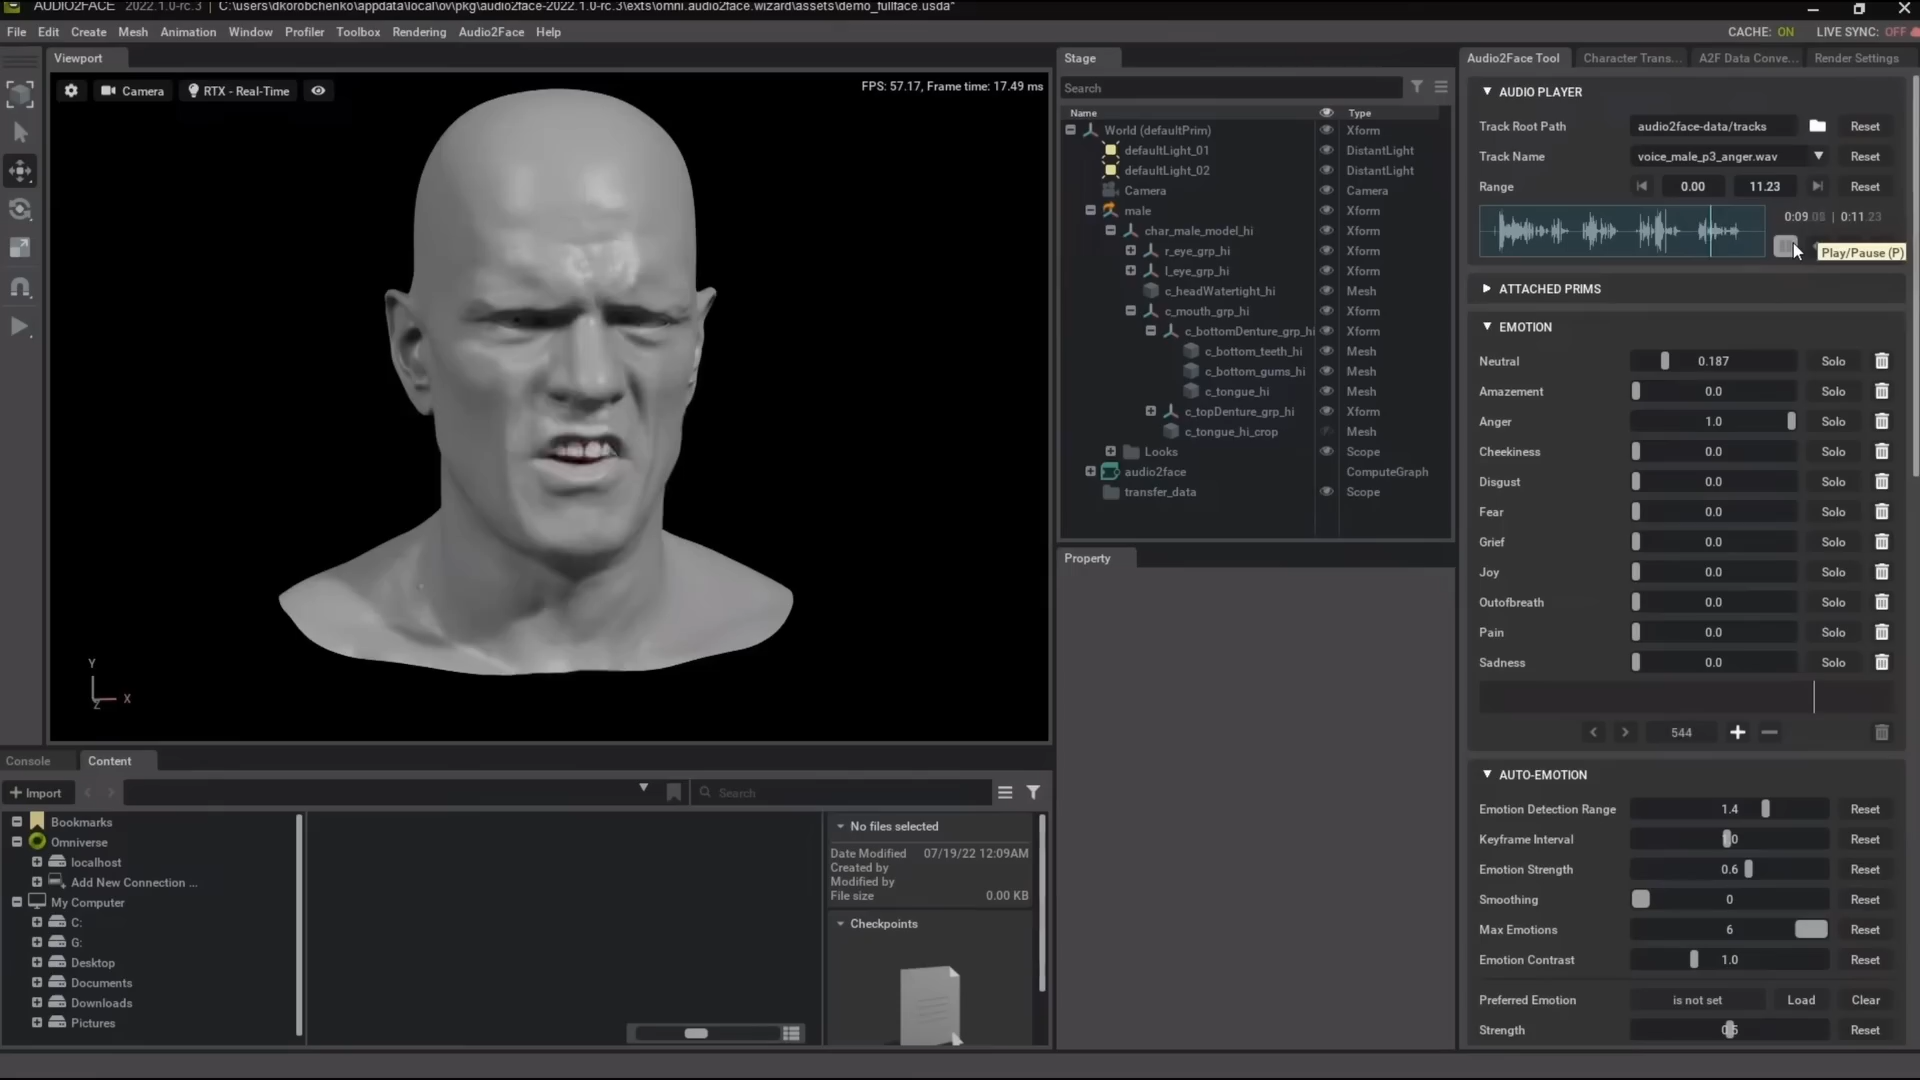 AUDIO2FACE 2022.1.0-rc.3 | C:\users\dkorobchenko\appdata\local\ov\pkg\audio2face-2022.1.0-rc.3\exts\omni.audio2face.wizard\assets\demo_fullface.usda*
File Edit Create Mesh Animation Window Profiler Toolbox Rendering Audio2Face Help
CACHE: ON LIVE SYNC: OFF
Viewport
Camera RTX - Real-Time
FPS: 57.17, Frame time: 17.49 ms
Y
X
Z
Stage
Search
Name Type
World (defaultPrim) Xform
defaultLight_01 DistantLight
defaultLight_02 DistantLight
Camera Camera
male Xform
char_male_model_hi Xform
r_eye_grp_hi Xform
l_eye_grp_hi Xform
c_headWatertight_hi Mesh
c_mouth_grp_hi Xform
c_bottomDenture_grp_hi Xform
c_bottom_teeth_hi Mesh
c_bottom_gums_hi Mesh
c_tongue_hi Mesh
c_topDenture_grp_hi Xform
c_tongue_hi_crop Mesh
Looks Scope
audio2face ComputeGraph
transfer_data Scope
Property
Audio2Face Tool Character Trans... A2F Data Conve... Render Settings
AUDIO PLAYER
Track Root Path audio2face-data/tracks Reset
Track Name voice_male_p3_anger.wav Reset
Range 0.00 11.23 Reset
0:09 | 0:11.23
Play/Pause (P)
ATTACHED PRIMS
EMOTION
Neutral 0.187 Solo
Amazement 0.0 Solo
Anger 1.0 Solo
Cheekiness 0.0 Solo
Disgust 0.0 Solo
Fear 0.0 Solo
Grief 0.0 Solo
Joy 0.0 Solo
Outofbreath 0.0 Solo
Pain 0.0 Solo
Sadness 0.0 Solo
544
AUTO-EMOTION
Emotion Detection Range 1.4 Reset
Keyframe Interval Reset
Emotion Strength 0.6 Reset
Smoothing 0 Reset
Max Emotions 6 Reset
Emotion Contrast 1.0 Reset
Preferred Emotion is not set Load Clear
Strength Reset
Console Content
Import Search
Bookmarks
Omniverse
localhost
Add New Connection ...
My Computer
C:
G:
Desktop
Documents
Downloads
Pictures
No files selected
Date Modified 07/19/22 12:09AM
Created by
Modified by
File size 0.00 KB
Checkpoints